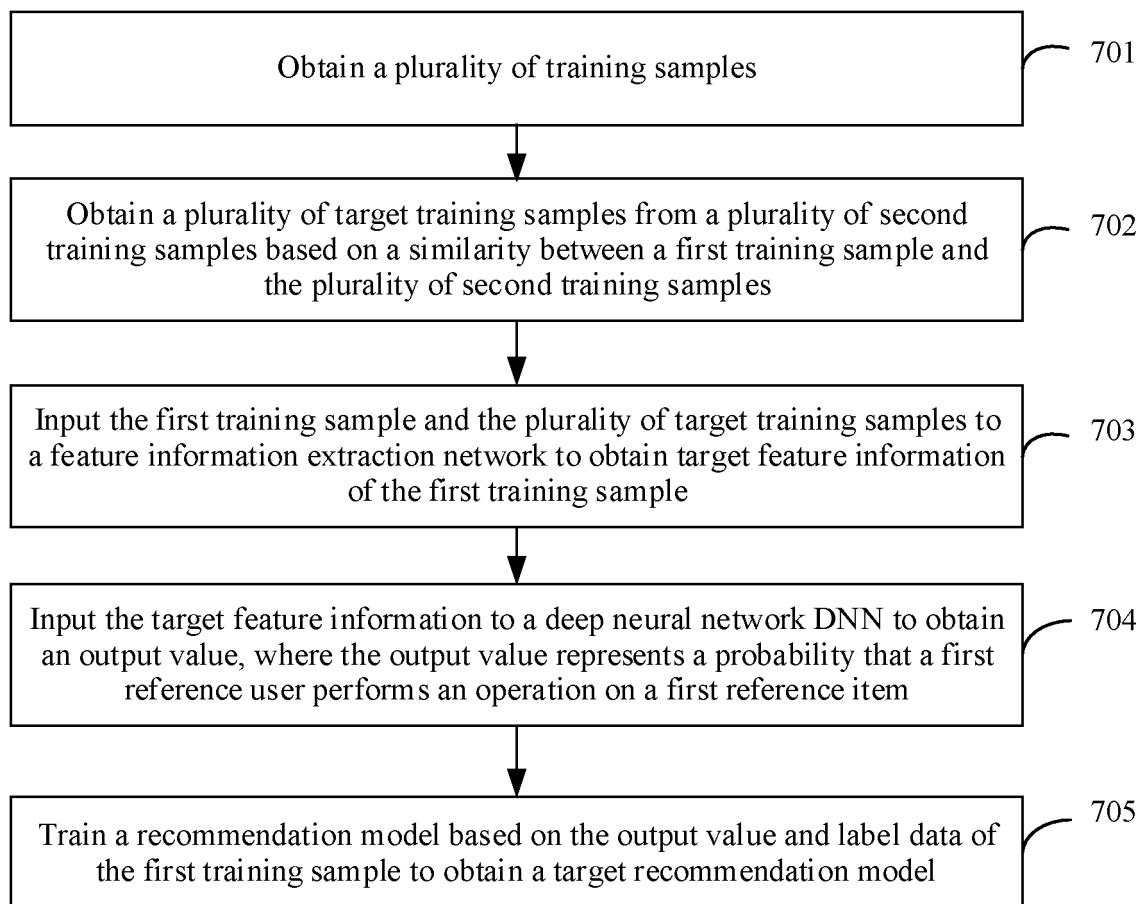 Obtain a plurality of training samples
701
Obtain a plurality of target training samples from a plurality of second
training samples based on a similarity between a first training sample and
the plurality of second training samples
702
Input the first training sample and the plurality of target training samples to
a feature information extraction network to obtain target feature information
of the first training sample
703
Input the target feature information to a deep neural network DNN to obtain
an output value, where the output value represents a probability that a first
reference user performs an operation on a first reference item
704
Train a recommendation model based on the output value and label data of
the first training sample to obtain a target recommendation model
705